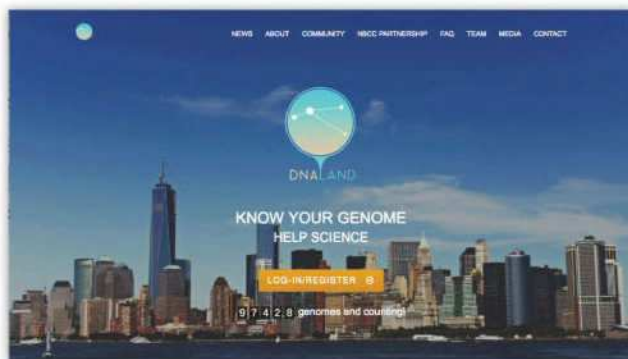 NEWS ABOUT COMMUNITY NBCC PARTNERSHIP FAQ TEAM MEDIA CONTACT
DNALAND
KNOW YOUR GENOME
HELP SCIENCE
LOG-IN/REGISTER
97428 genomes and counting!